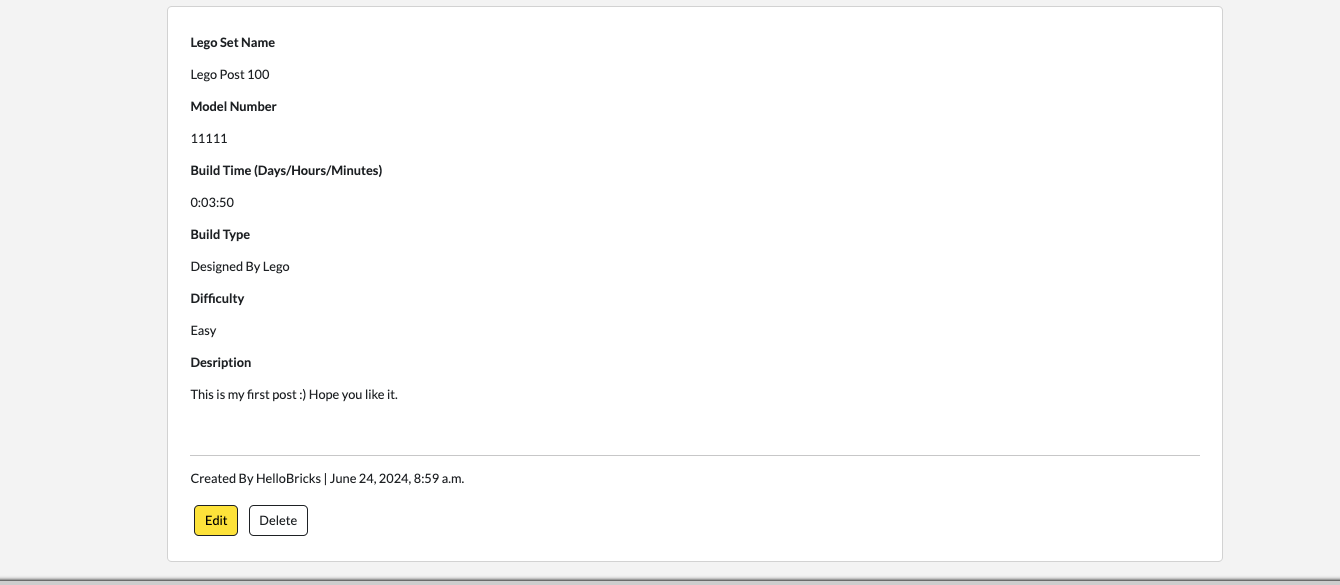 Lego Set Name
Lego Post 100
Model Number
11111
Build Time (Days/Hours/Minutes)
0:03:50
Build Type
Designed By Lego
Difficulty
Easy
Desription
This is my first post :) Hope you like it.
Created By HelloBricks | June 24, 2024, 8:59 a.m.
Edit Delete